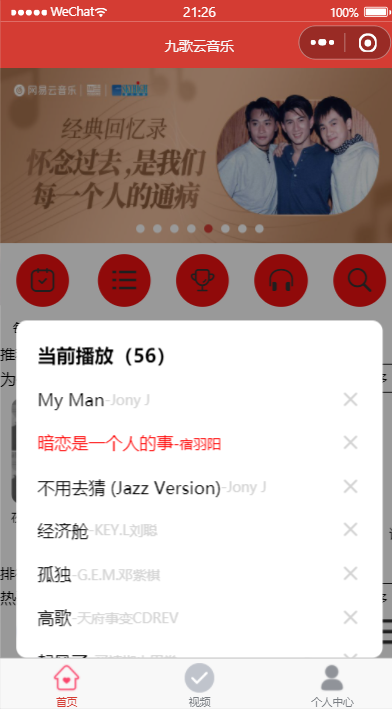 WeChat
21:26
100%
九歌云音乐
网易云音乐
经典回忆录
怀念过去,是我们
每一个人的通病
推
为
排
热
当前播放（56）
My Man-Jony J
暗恋是一个人的事-宿羽阳
不用去猜 (Jazz Version)-Jony J
经济舱-KEY.L刘聪
孤独-G.E.M.邓紫棋
高歌-天府事变CDREV
首页
视频
个人中心